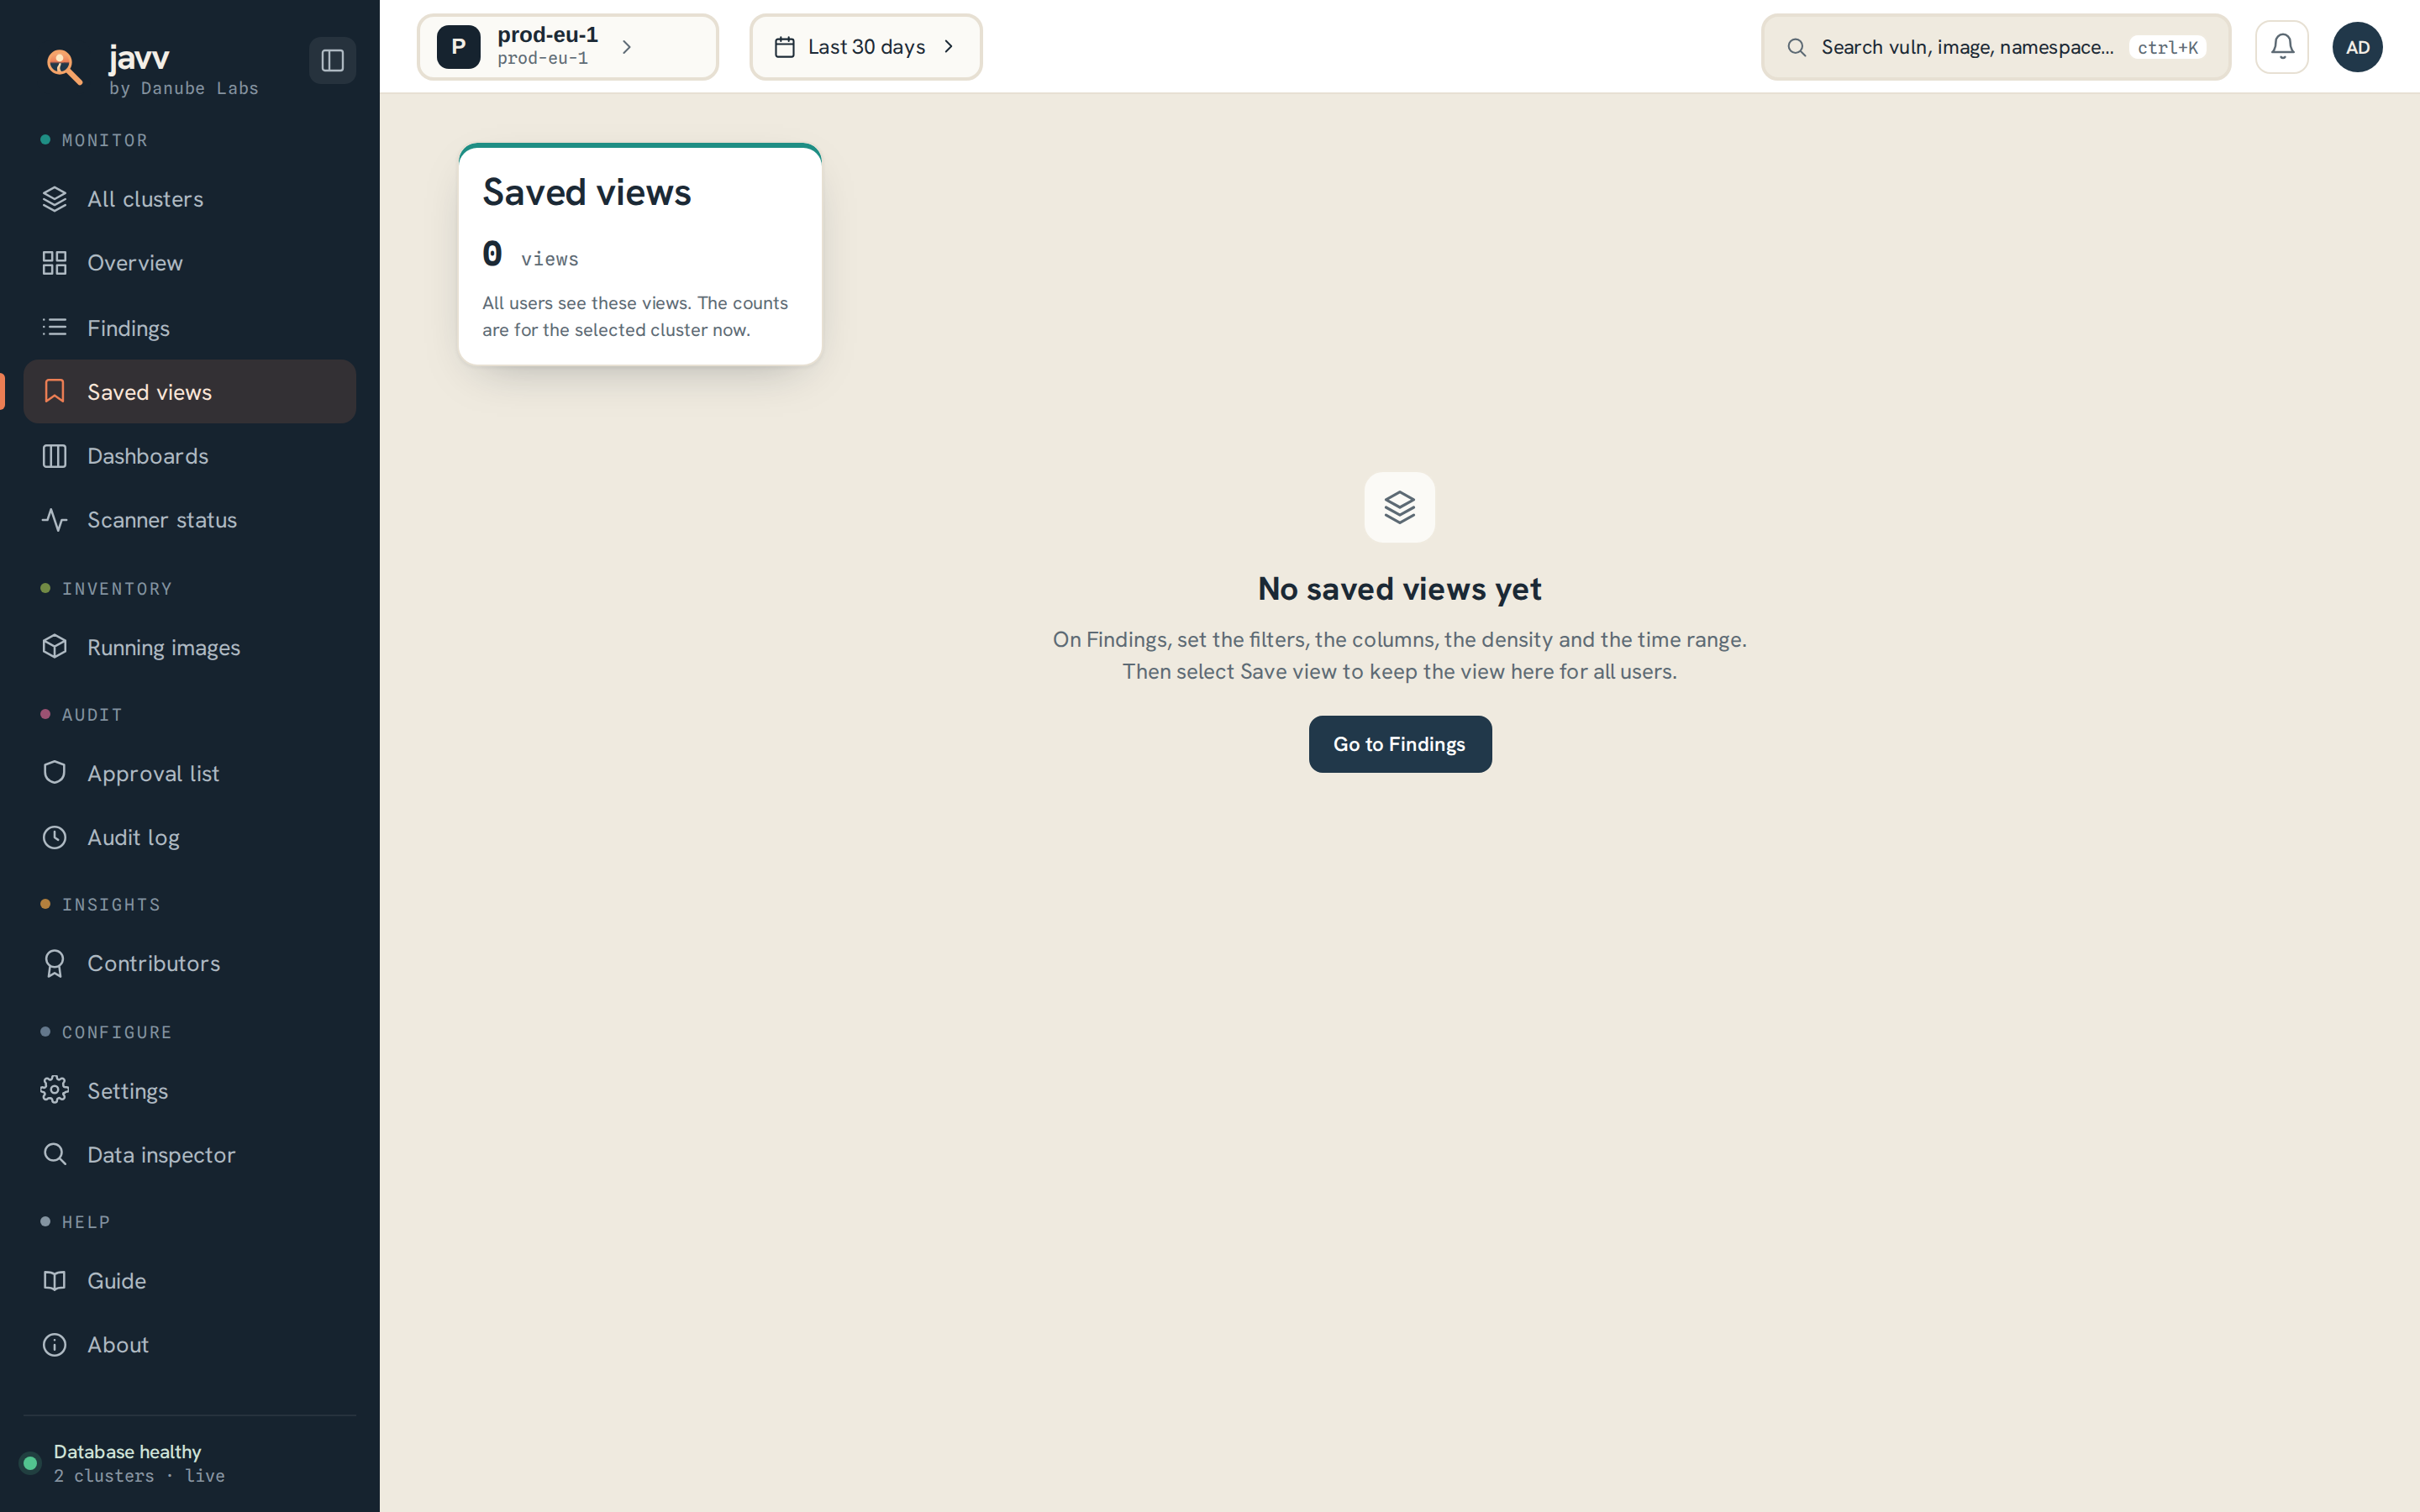 javv
by Danube Labs
MONITOR
All clusters
Overview
Findings
Saved views
Dashboards
Scanner status
INVENTORY
Running images
AUDIT
Approval list
Audit log
INSIGHTS
Contributors
CONFIGURE
Settings
Data inspector
HELP
Guide
About
Database healthy
2 clusters · live
P
prod-eu-1
prod-eu-1
Last 30 days
Search vuln, image, namespace...
ctrl+K
AD
Saved views
0 views
All users see these views. The counts
are for the selected cluster now.
No saved views yet
On Findings, set the filters, the columns, the density and the time range.
Then select Save view to keep the view here for all users.
Go to Findings